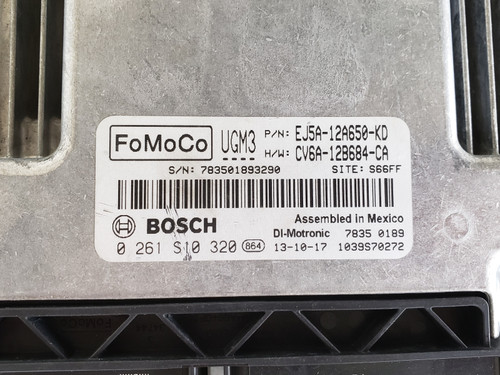 FoMoCo UGM3 P/N: EJ5A-12A650-KD
H/W: CV6A-12B684-CA
S/N: 783501893290 SITE: S66FF
BOSCH Assembled in Mexico
DI-Motronic 7835 0189
0 261 S10 320 864 13-10-17 1039S70272